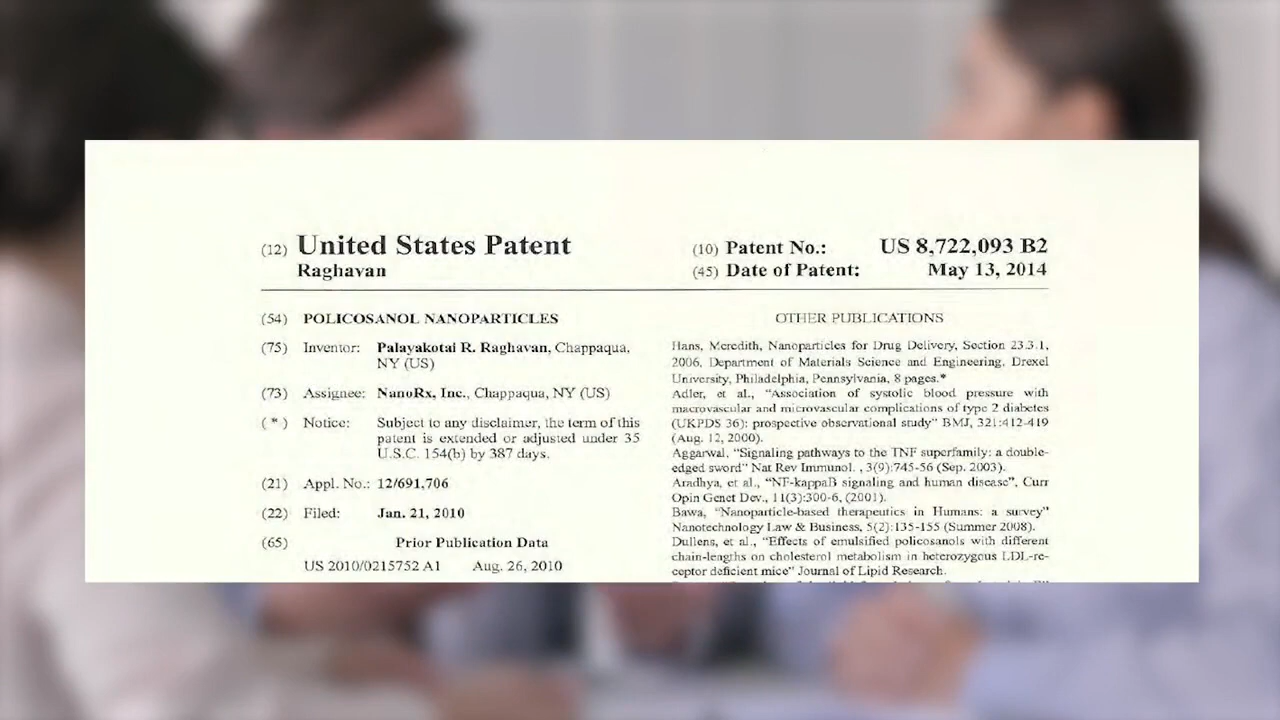 (12) United States Patent
Raghavan
(10) Patent No.: US 8,722,093 B2
(45) Date of Patent: May 13, 2014
(54) POLICOSANOL NANOPARTICLES
(75) Inventor: Palayakotai R. Raghavan, Chappaqua,
NY (US)
(73) Assignee: NanoRx, Inc., Chappaqua, NY (US)
( * ) Notice: Subject to any disclaimer, the term of this
patent is extended or adjusted under 35
U.S.C. 154(b) by 387 days.
(21) Appl. No.: 12/691,706
(22) Filed: Jan. 21, 2010
(65) Prior Publication Data
US 2010/0215752 A1 Aug. 26, 2010
OTHER PUBLICATIONS
Hans, Meredith, Nanoparticles for Drug Delivery, Section 23.3.1,
2006, Department of Materials Science and Engineering, Drexel
University, Philadelphia, Pennsylvania, 8 pages.*
Adler, et al., "Association of systolic blood pressure with
macrovascular and microvascular complications of type 2 diabetes
(UKPDS 36): prospective observational study" BMJ, 321:412-419
(Aug. 12, 2000).
Aggarwal, "Signaling pathways to the TNF superfamily: a double-
edged sword" Nat Rev Immunol. , 3(9):745-56 (Sep. 2003).
Aradhya, et al., "NF-kappaB signaling and human disease", Curr
Opin Genet Dev., 11(3):300-6, (2001).
Bawa, "Nanoparticle-based therapeutics in Humans: a survey"
Nanotechnology Law & Business, 5(2):135-155 (Summer 2008).
Dullens, et al., "Effects of emulsified policosanols with different
chain-lengths on cholesterol metabolism in heterozygous LDL-re-
ceptor deficient mice" Journal of Lipid Research.